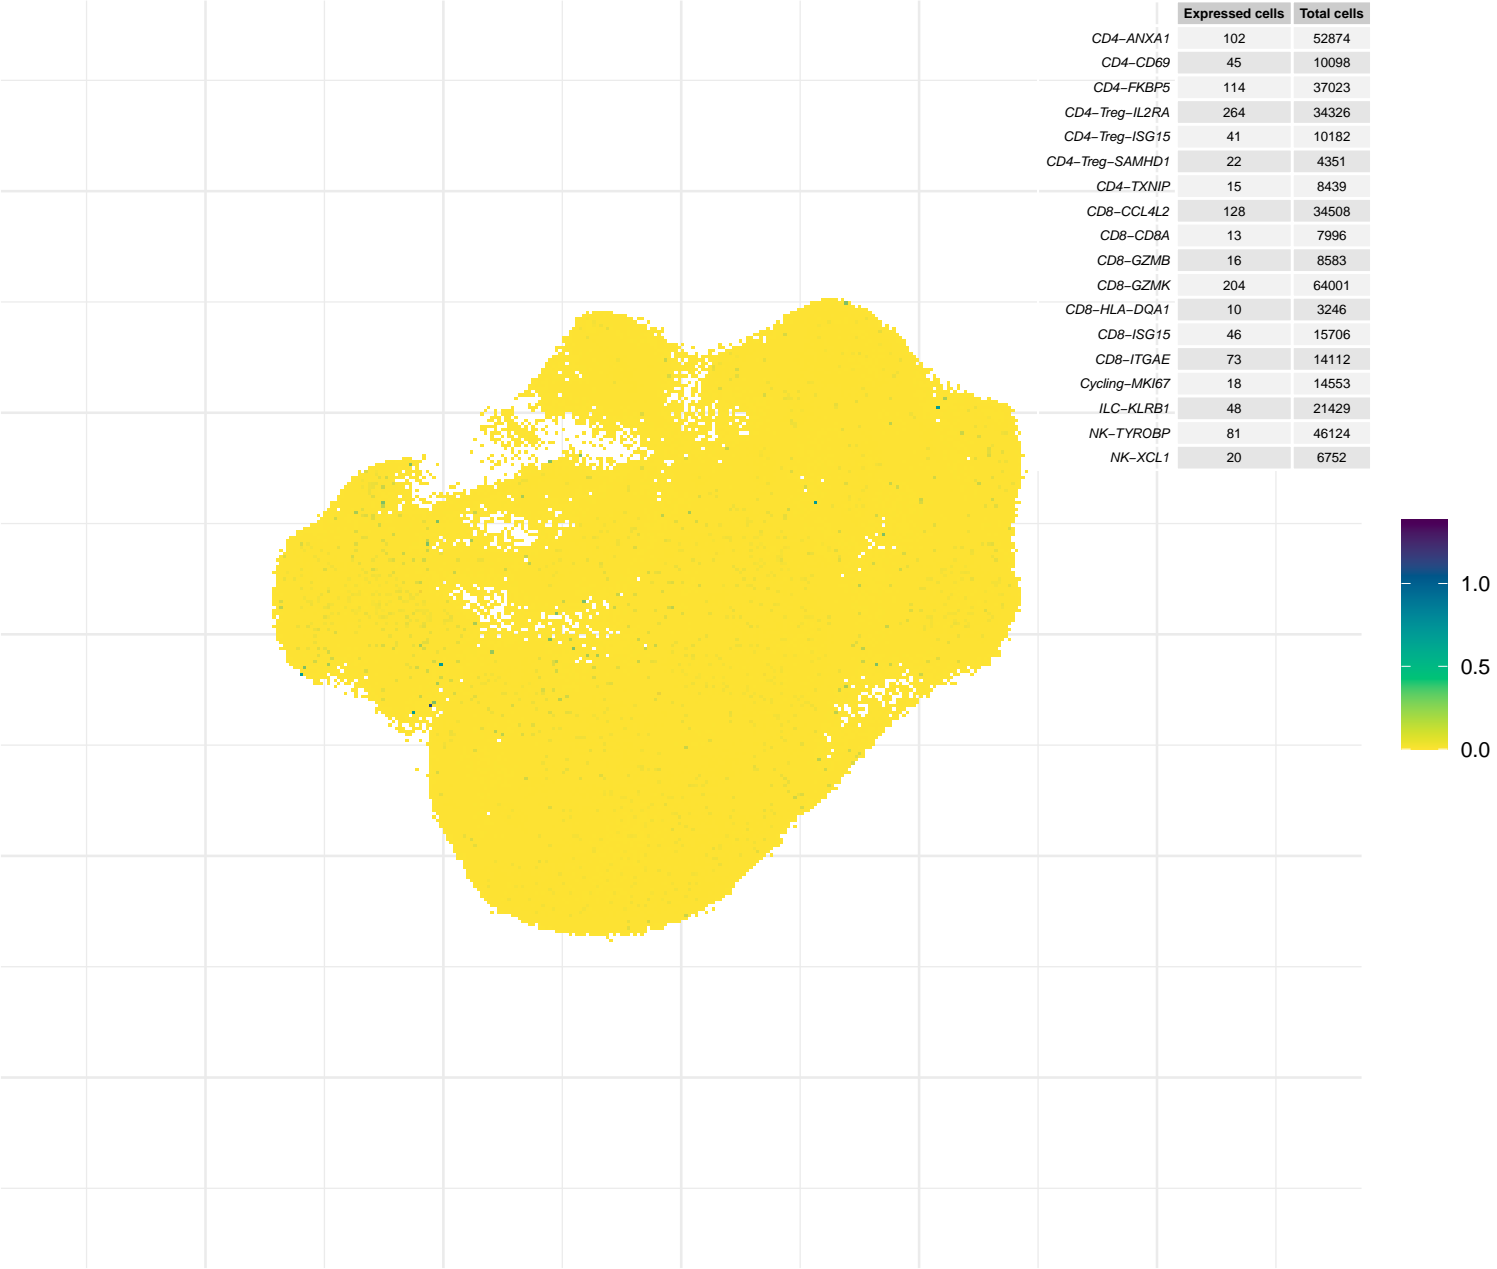 Expressed cells Total cells
CD4−ANXA1 102 52874
CD4−CD69 45 10098
CD4−FKBP5 114 37023
CD4−Treg−IL2RA 264 34326
CD4−Treg−ISG15 41 10182
CD4−Treg−SAMHD1 22 4351
CD4−TXNIP 15 8439
CD8−CCL4L2 128 34508
CD8−CD8A 13 7996
CD8−GZMB 16 8583
CD8−GZMK 204 64001
CD8−HLA−DQA1 10 3246
CD8−ISG15 46 15706
CD8−ITGAE 73 14112
Cycling−MKI67 18 14553
ILC−KLRB1 48 21429
NK−TYROBP 81 46124
NK−XCL1 20 6752
1.0
0.5
0.0